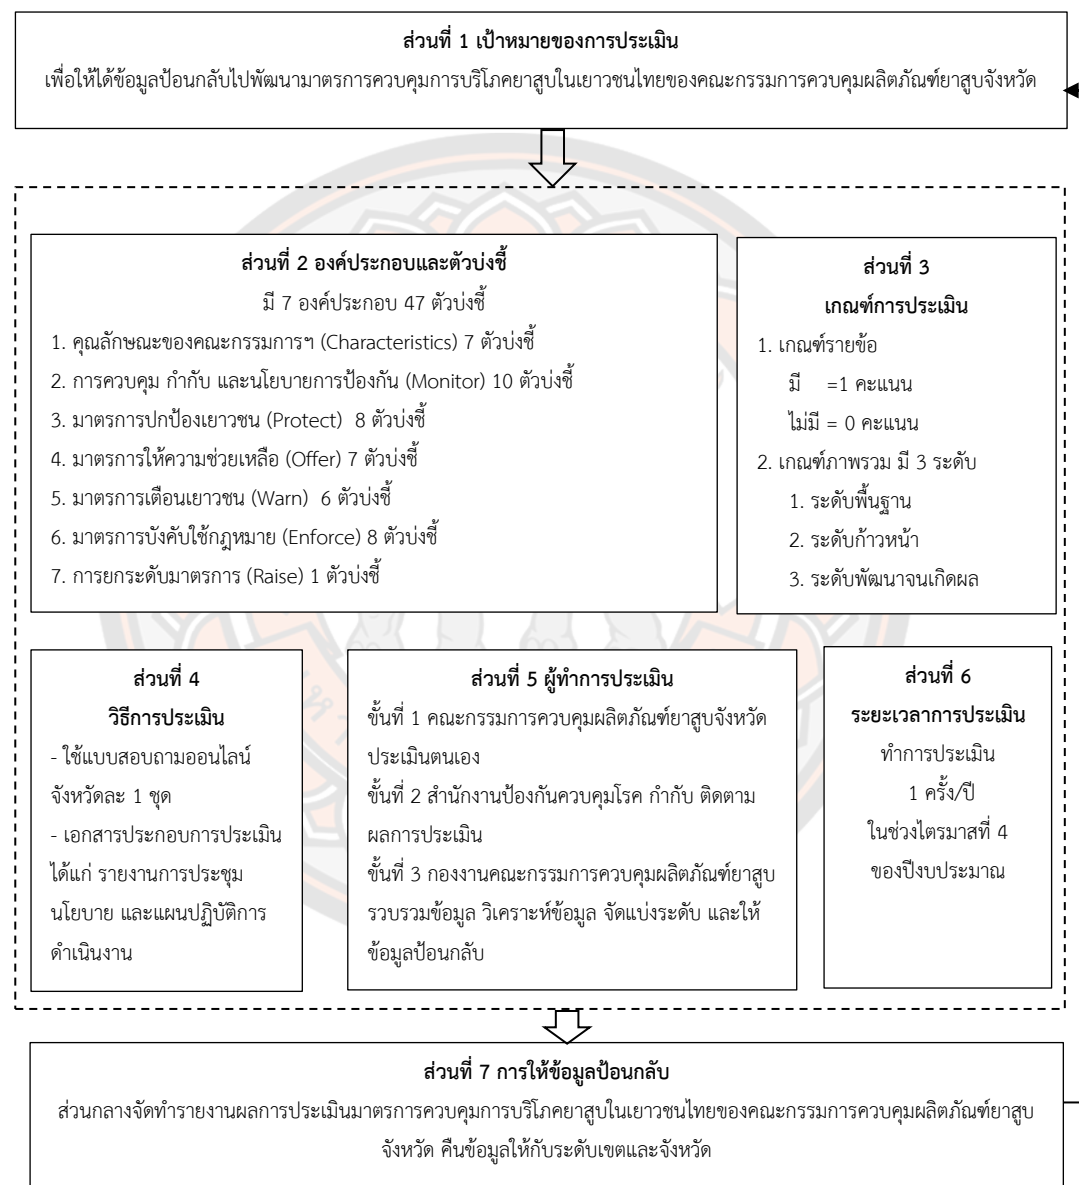 ส่วนที่ 1 เป้าหมายของการประเมิน
เพื่อให้ได้ข้อมูลป้อนกลับไปพัฒนามาตรการควบคุมการบริโภคยาสูบในเยาวชนไทยของคณะกรรมการควบคุมผลิตภัณฑ์ยาสูบจังหวัด
ส่วนที่ 2 องค์ประกอบและตัวบ่งชี้
มี 7 องค์ประกอบ 47 ตัวบ่งชี้
1. คุณลักษณะของคณะกรรมการฯ (Characteristics) 7 ตัวบ่งชี้
2. การควบคุม กำกับ และนโยบายการป้องกัน (Monitor) 10 ตัวบ่งชี้
3. มาตรการปกป้องเยาวชน (Protect) 8 ตัวบ่งชี้
4. มาตรการให้ความช่วยเหลือ (Offer) 7 ตัวบ่งชี้
5. มาตรการเตือนเยาวชน (Warn) 6 ตัวบ่งชี้
6. มาตรการบังคับใช้กฎหมาย (Enforce) 8 ตัวบ่งชี้
7. การยกระดับมาตรการ (Raise) 1 ตัวบ่งชี้
ส่วนที่ 3
เกณฑ์การประเมิน
1. เกณฑ์รายข้อ
มี =1 คะแนน
ไม่มี = 0 คะแนน
2. เกณฑ์ภาพรวม มี 3 ระดับ
1. ระดับพื้นฐาน
2. ระดับก้าวหน้า
3. ระดับพัฒนาจนเกิดผล
ส่วนที่ 4
วิธีการประเมิน
- ใช้แบบสอบถามออนไลน์
จังหวัดละ 1 ชุด
- เอกสารประกอบการประเมิน
ได้แก่ รายงานการประชุม
นโยบาย และแผนปฏิบัติการ
ดำเนินงาน
ส่วนที่ 5 ผู้ทำการประเมิน
ขั้นที่ 1 คณะกรรมการควบคุมผลิตภัณฑ์ยาสูบจังหวัด
ประเมินตนเอง
ขั้นที่ 2 สำนักงานป้องกันควบคุมโรค กำกับ ติดตาม
ผลการประเมิน
ขั้นที่ 3 กองงานคณะกรรมการควบคุมผลิตภัณฑ์ยาสูบ
รวบรวมข้อมูล วิเคราะห์ข้อมูล จัดแบ่งระดับ และให้
ข้อมูลป้อนกลับ
ส่วนที่ 6
ระยะเวลาการประเมิน
ทำการประเมิน
1 ครั้ง/ปี
ในช่วงไตรมาสที่ 4
ของปีงบประมาณ
ส่วนที่ 7 การให้ข้อมูลป้อนกลับ
ส่วนกลางจัดทำรายงานผลการประเมินมาตรการควบคุมการบริโภคยาสูบในเยาวชนไทยของคณะกรรมการควบคุมผลิตภัณฑ์ยาสูบ
จังหวัด คืนข้อมูลให้กับระดับเขตและจังหวัด